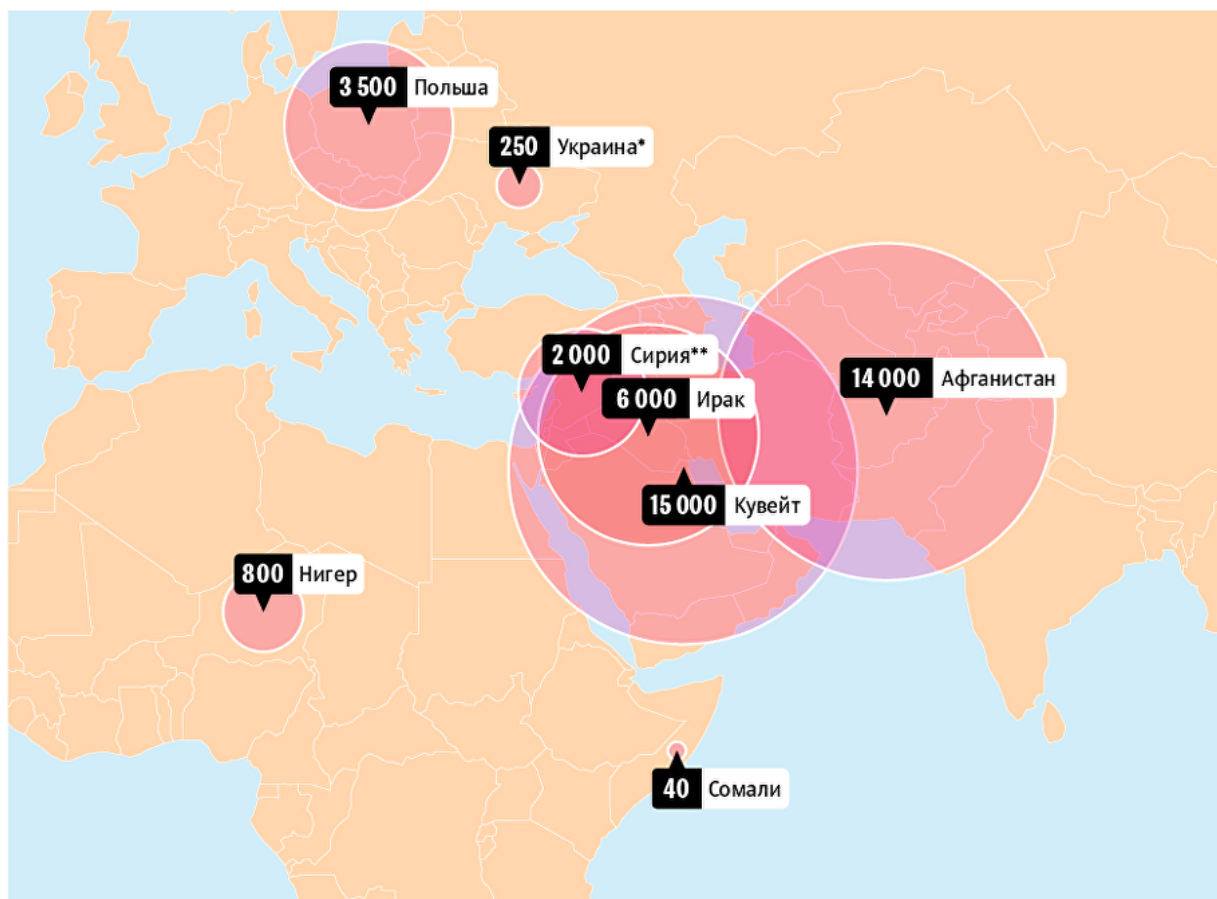 3 500 Польша
250 Украина*
2 000 Сирия**
6 000 Ирак
14 000 Афганистан
15 000 Кувейт
800 Нигер
40 Сомали